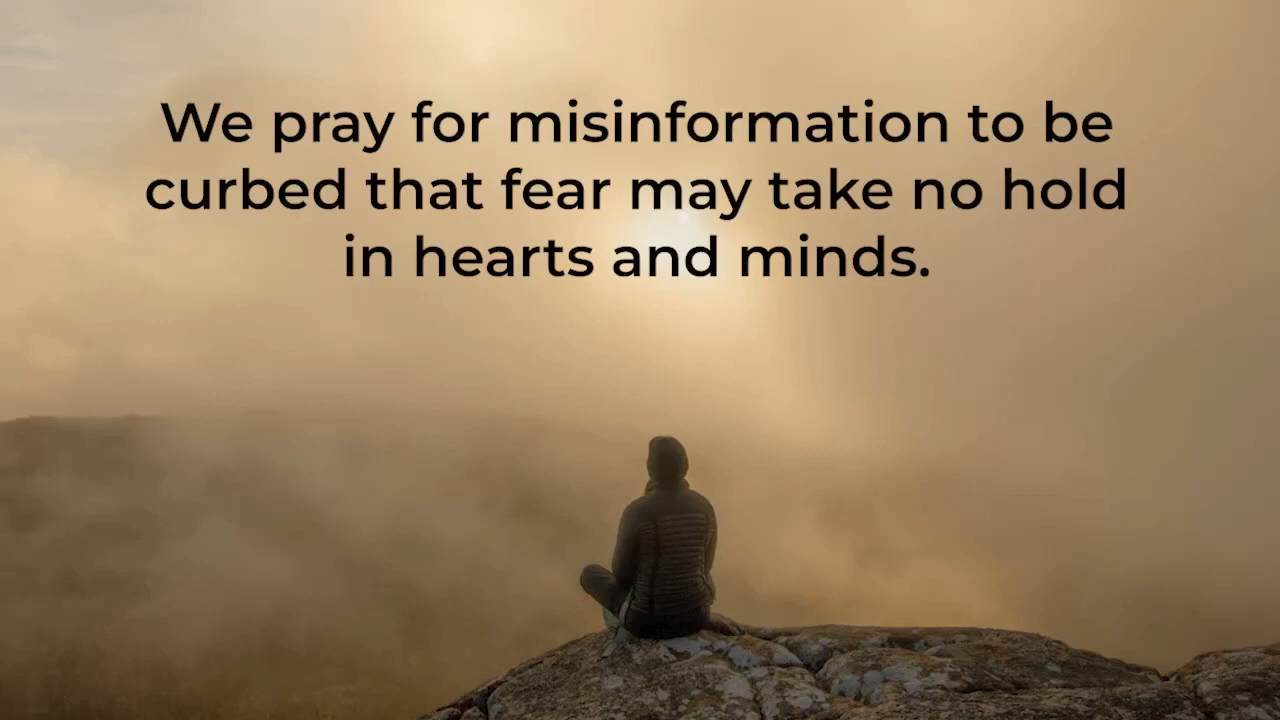 We pray for misinformation to be
curbed that fear may take no hold
in hearts and minds.